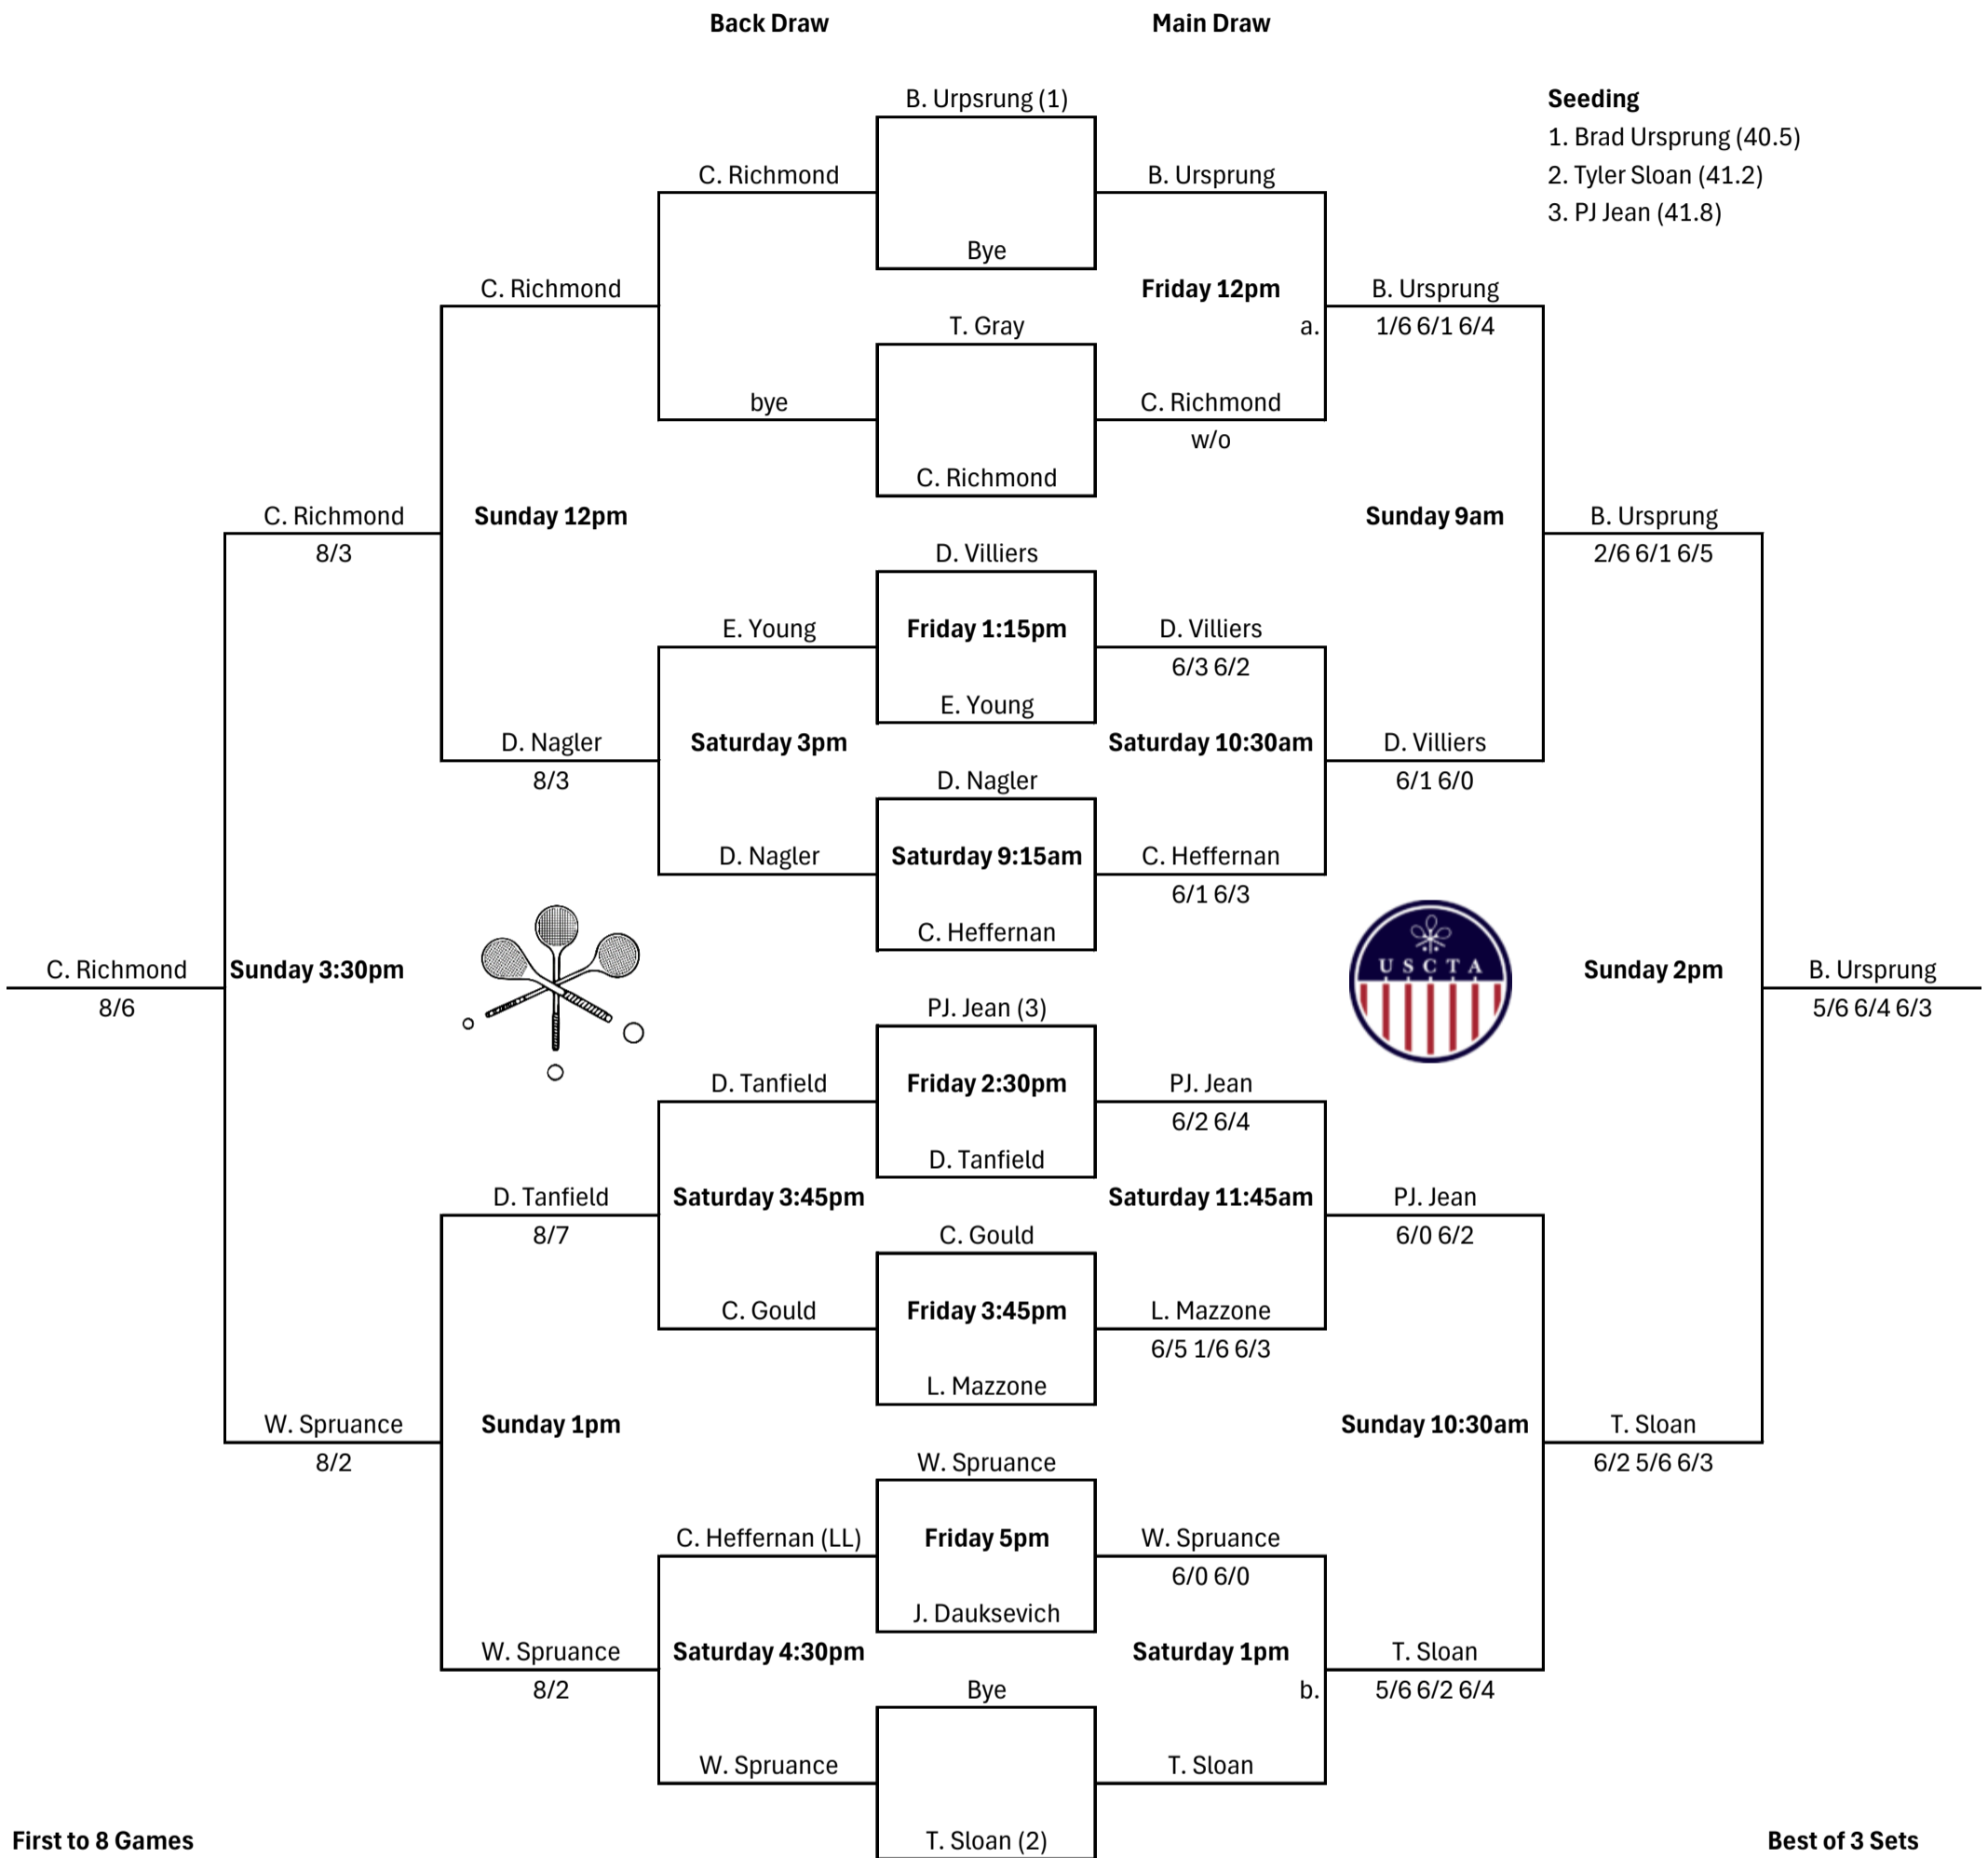 Back Draw
Main Draw
B. Urpsrung (1)
Seeding
1. Brad Ursprung (40.5)
C. Richmond
B. Ursprung
2. Tyler Sloan (41.2)
3. PJ Jean (41.8)
Bye
C. Richmond
Friday 12pm
B. Ursprung
T. Gray
a.
1/6 6/1 6/4
bye
C. Richmond
w/o
C. Richmond
C. Richmond
Sunday 12pm
Sunday 9am
B. Ursprung
8/3
D. Villiers
2/6 6/1 6/5
E. Young
Friday 1:15pm
D. Villiers
6/3 6/2
E. Young
D. Nagler
Saturday 3pm
Saturday 10:30am
D. Villiers
8/3
D. Nagler
6/1 6/0
D. Nagler
Saturday 9:15am
C. Heffernan
6/1 6/3
C. Heffernan
USCTA
C. Richmond
Sunday 3:30pm
Sunday 2pm
B. Ursprung
8/6
PJ. Jean (3)
5/6 6/4 6/3
D. Tanfield
Friday 2:30pm
PJ. Jean
6/2 6/4
D. Tanfield
D. Tanfield
Saturday 3:45pm
Saturday 11:45am
PJ. Jean
8/7
C. Gould
6/0 6/2
C. Gould
Friday 3:45pm
L. Mazzone
6/5 1/6 6/3
L. Mazzone
W. Spruance
Sunday 1pm
Sunday 10:30am
T. Sloan
8/2
W. Spruance
6/2 5/6 6/3
C. Heffernan (LL)
Friday 5pm
W. Spruance
6/0 6/0
J. Dauksevich
W. Spruance
Saturday 4:30pm
Saturday 1pm
T. Sloan
8/2
Bye
b.
5/6 6/2 6/4
W. Spruance
T. Sloan
First to 8 Games
T. Sloan (2)
Best of 3 Sets